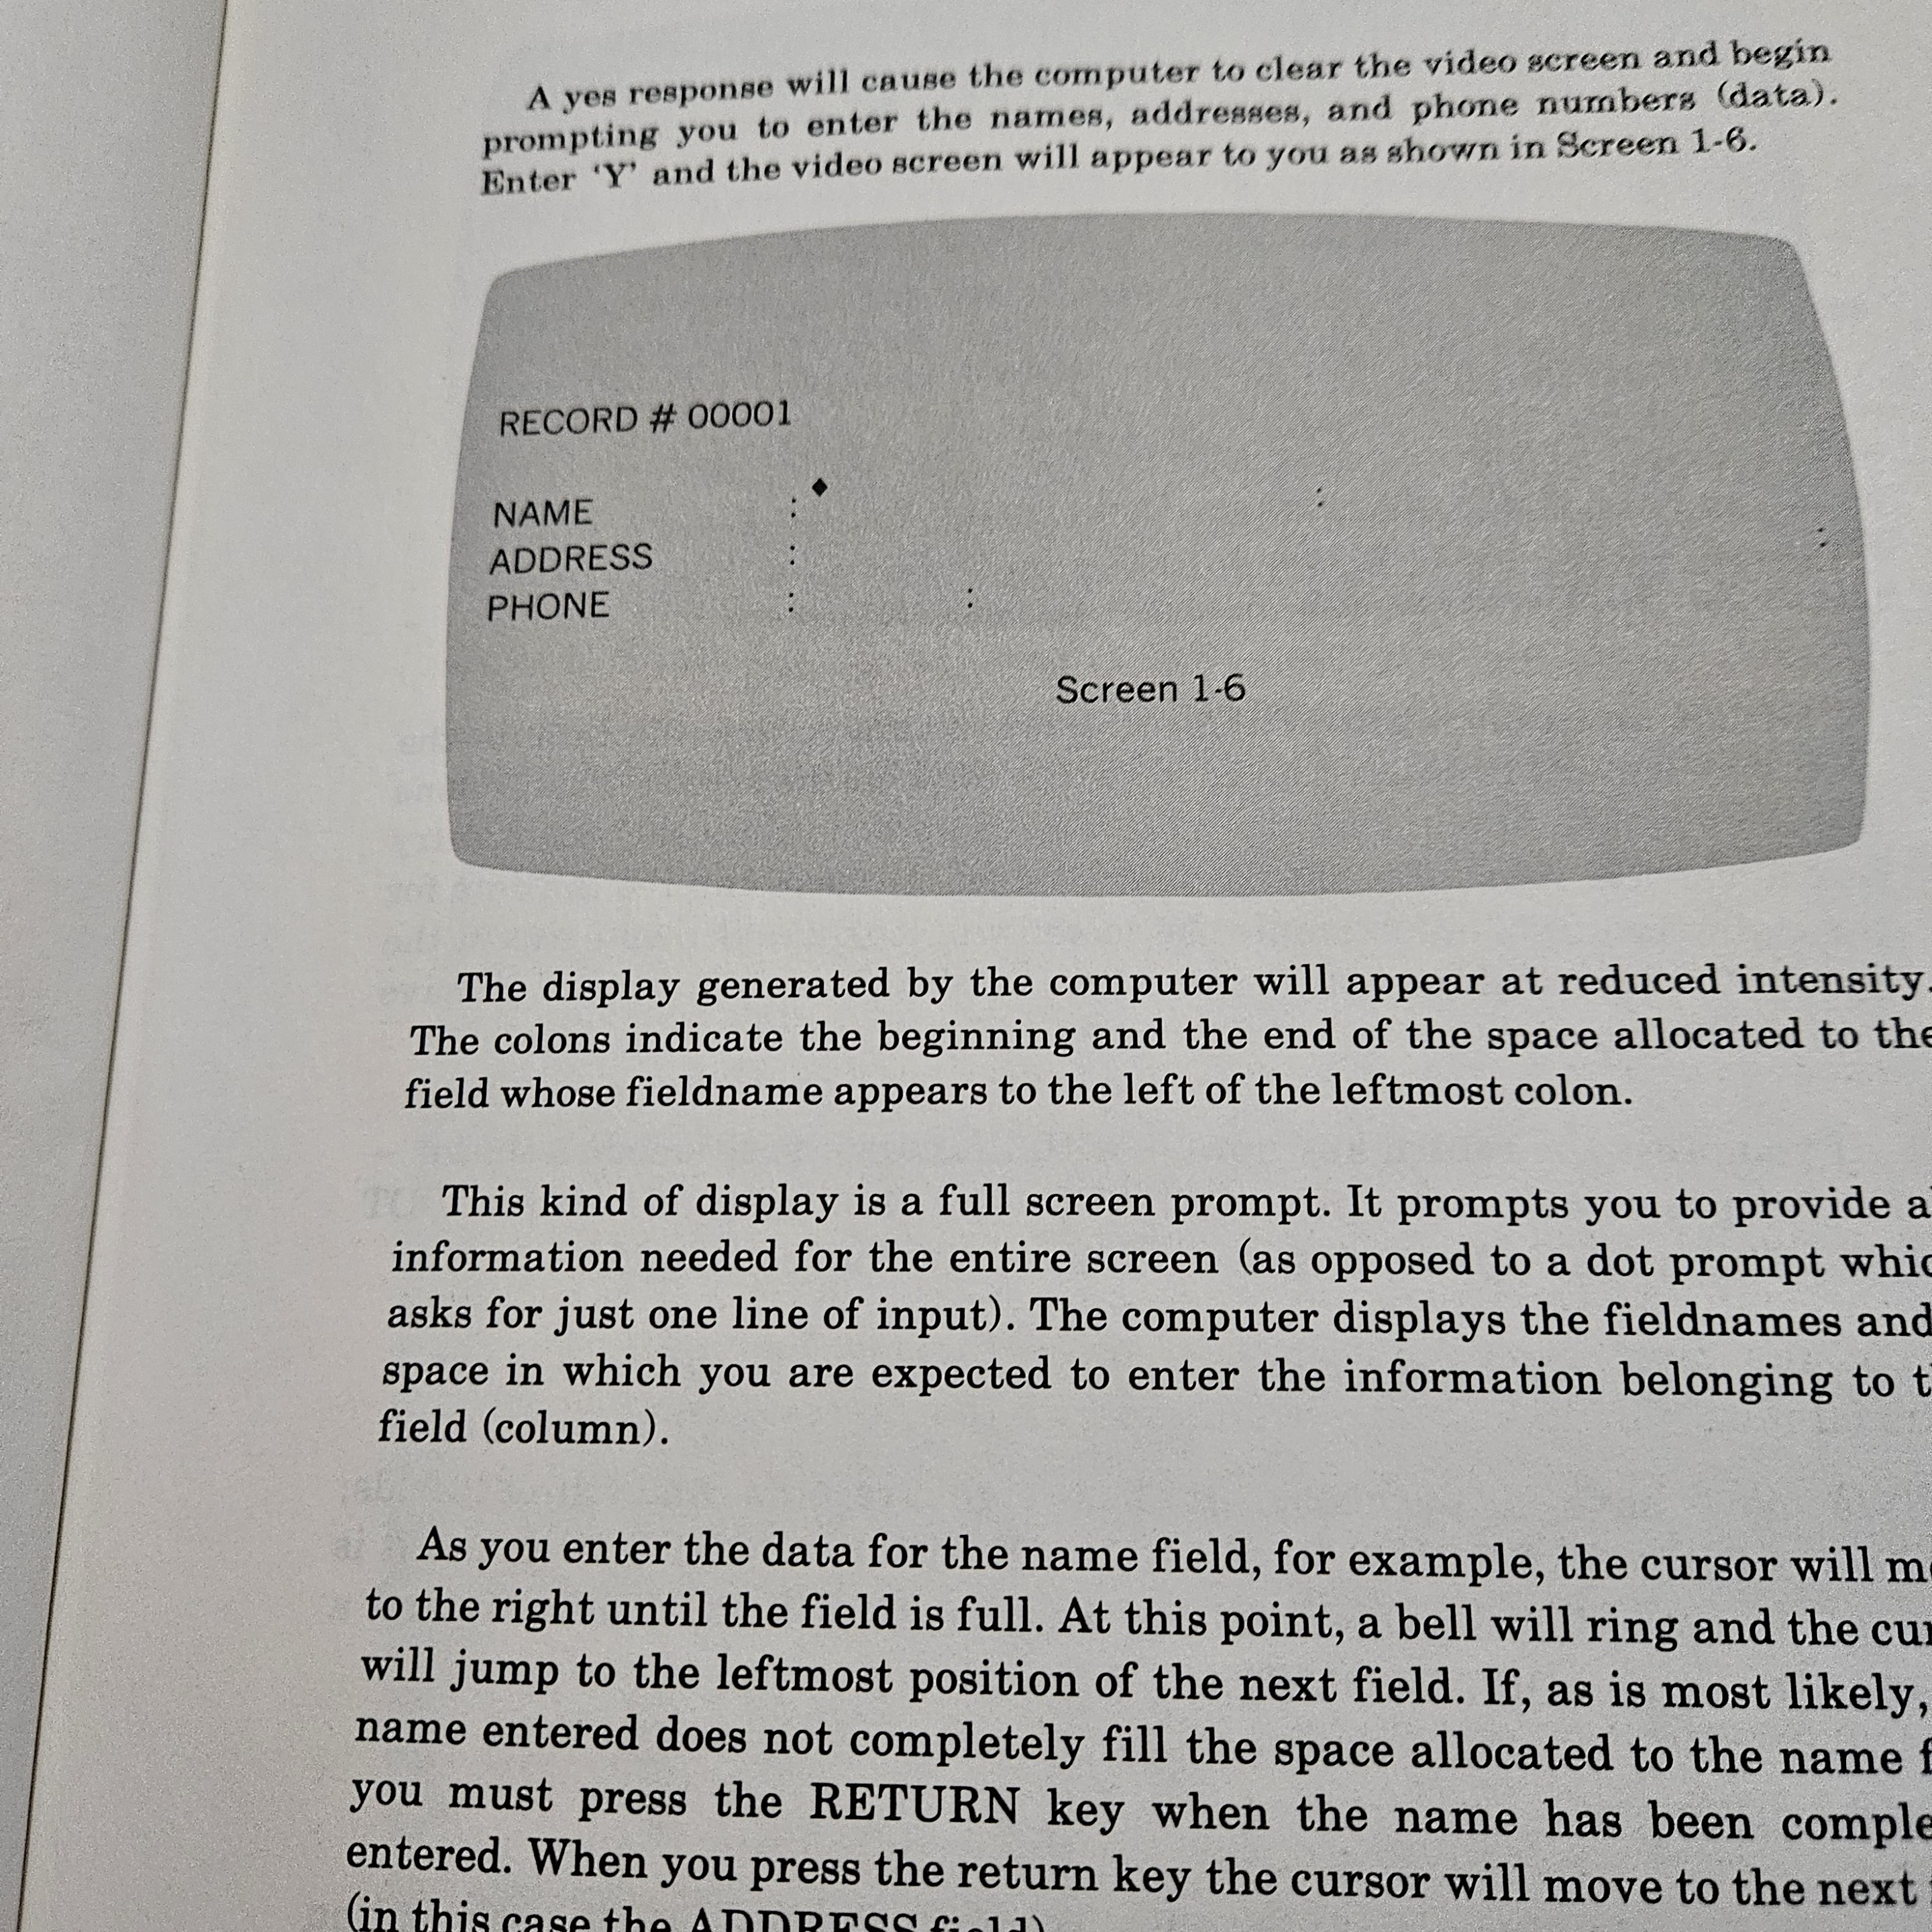 A yes response will cause the computer to clear the video screen and begin
prompting you to enter the names, addresses, and phone numbers (data).
Enter ‘Y’ and the video screen will appear to you as shown in Screen 1-6.
RECORD # 00001
NAME : ♦ :
ADDRESS : :
PHONE : :
Screen 1-6
The display generated by the computer will appear at reduced intensity.
The colons indicate the beginning and the end of the space allocated to the
field whose fieldname appears to the left of the leftmost colon.
This kind of display is a full screen prompt. It prompts you to provide
information needed for the entire screen (as opposed to a dot prompt
asks for just one line of input). The computer displays the fieldnames and
space in which you are expected to enter the information belonging to
field (column).
As you enter the data for the name field, for example, the cursor will
to the right until the field is full. At this point, a bell will ring and the
will jump to the leftmost position of the next field. If, as is most likely,
name entered does not completely fill the space allocated to the name
you must press the RETURN key when the name has been
entered. When you press the return key the cursor will move to the next
(in this case the ADDRESS field)